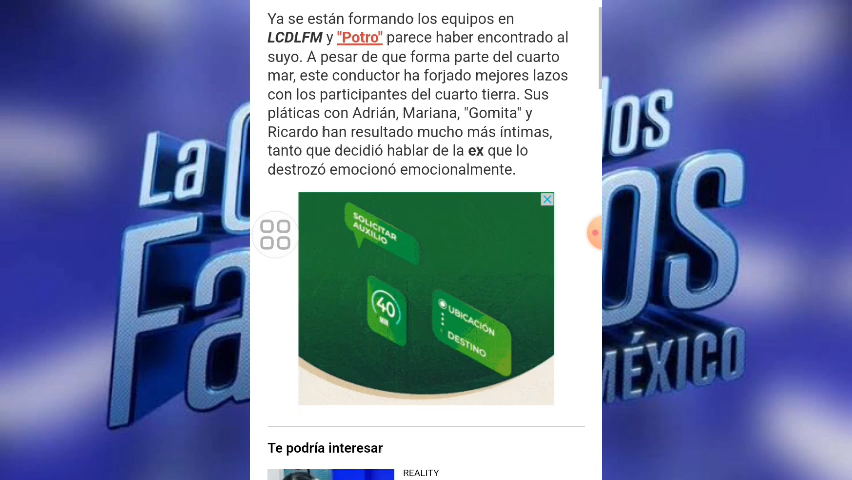 Ya se están formando los equipos en
LCDLFM y "Potro" parece haber encontrado al
suyo. A pesar de que forma parte del cuarto
mar, este conductor ha forjado mejores lazos
con los participantes del cuarto tierra. Sus
pláticas con Adrián, Mariana, "Gomita" y
Ricardo han resultado mucho más íntimas,
tanto que decidió hablar de la ex que lo
destrozó emocionó emocionalmente.
SOLICITAR
AUXILIO
40
MIN
UBICACIÓN
DESTINO
Te podría interesar
REALITY
La
Fa
los
os
MÉXICO